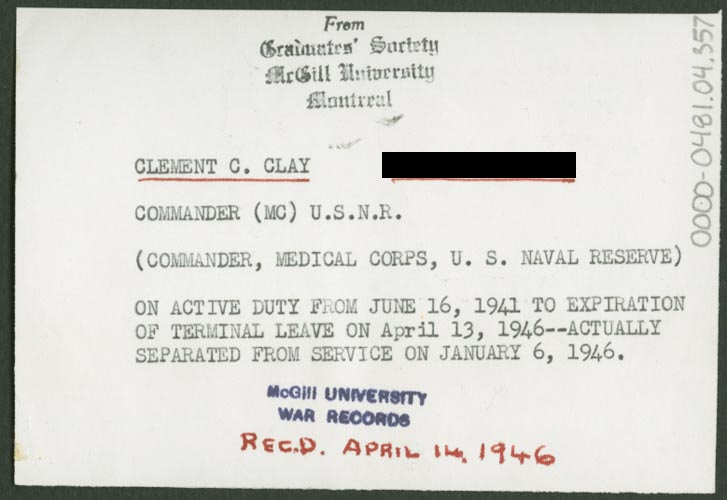 From
Graduates' Society
McGill University
Montreal
CLEMENT C. CLAY
COMMANDER (MC) U.S.N.R.
(COMMANDER, MEDICAL CORPS, U. S. NAVAL RESERVE)
ON ACTIVE DUTY FROM JUNE 16, 1941 TO EXPIRATION
OF TERMINAL LEAVE ON April 13, 1946--ACTUALLY
SEPARATED FROM SERVICE ON JANUARY 6, 1946.
McGill UNIVERSITY
WAR RECORDS
REC.D. APRIL 14, 1946
0000-0481.04.357